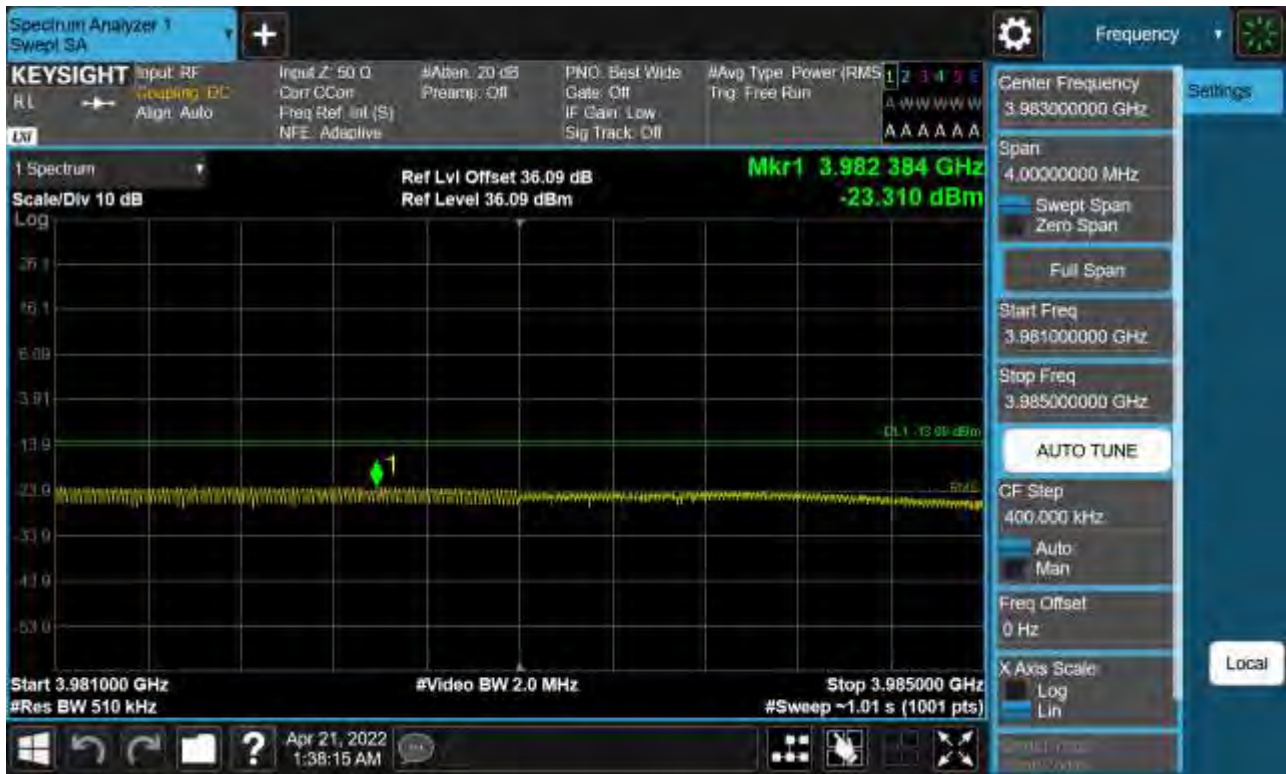 Spectrum Analyzer 1
Swept SA
Frequency
KEYSIGHT
RL
LXI
Input: RF
Coupling: DC
Align: Auto
Input Z: 50 Ω
Corr CCorr
Freq Ref: Int (S)
NFE: Adaptive
#Atten: 20 dB
Preamp: Off
PNO: Best Wide
Gate: Off
IF Gain: Low
Sig Track: Off
#Avg Type: Power (RMS
Trig: Free Run
1 2 3 4 5 6
A W W W W W
A A A A A A
1 Spectrum
Scale/Div 10 dB
Log
Ref Lvl Offset 36.09 dB
Ref Level 36.09 dBm
Mkr1 3.982 384 GHz
-23.310 dBm
26.1
16.1
6.09
-3.91
-13.9
-23.9
-33.9
-43.9
-53.9
DL1 -13.09 dBm
1
RMS
Start 3.981000 GHz
#Res BW 510 kHz
#Video BW 2.0 MHz
Stop 3.985000 GHz
#Sweep ~1.01 s (1001 pts)
Center Frequency
3.983000000 GHz
Settings
Span
4.00000000 MHz
Swept Span
Zero Span
Full Span
Start Freq
3.981000000 GHz
Stop Freq
3.985000000 GHz
AUTO TUNE
CF Step
400.000 kHz
Auto
Man
Freq Offset
0 Hz
X Axis Scale
Log
Lin
Local
?
Apr 21, 2022
1:38:15 AM